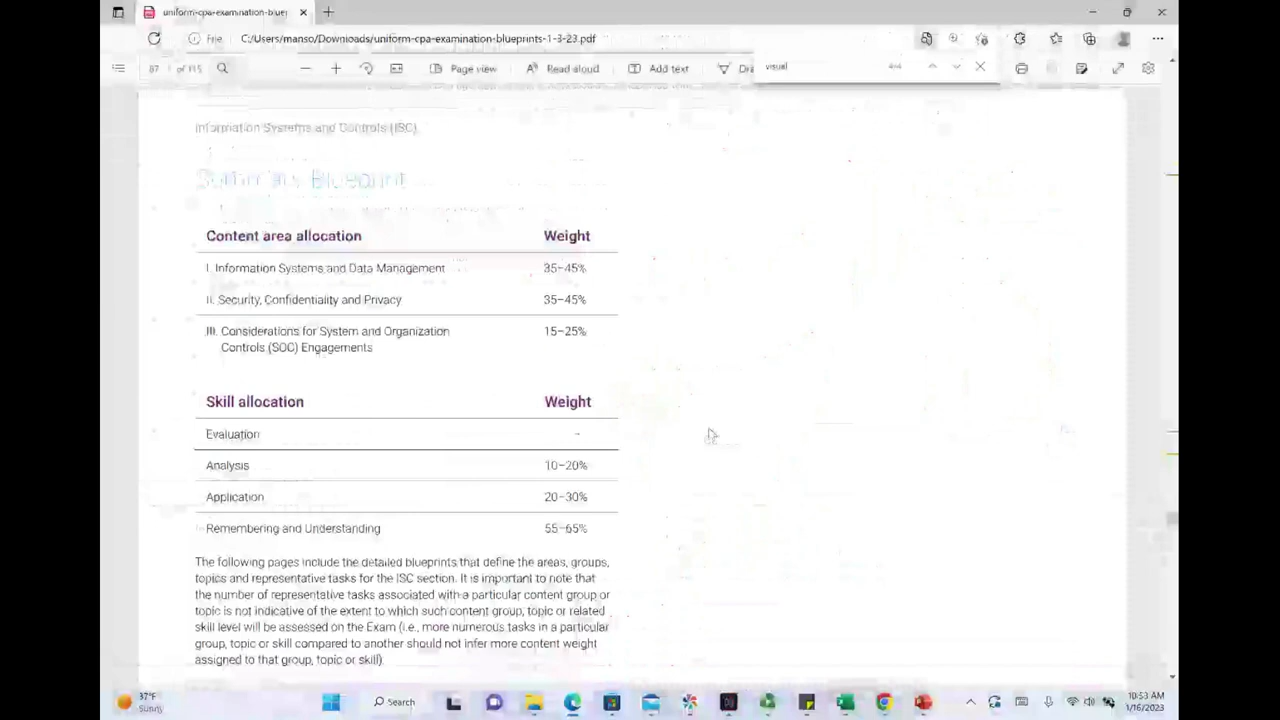 uniform-cpa-examination-bluep
File C:/Users/manso/Downloads/uniform-cpa-examination-blueprints-1-3-23.pdf
87 of 115
Page view
Read aloud
Add text
visual
4/4
Information Systems and Controls (ISC)
Summary Blueprint
Content area allocation Weight
I. Information Systems and Data Management 35–45%
II. Security, Confidentiality and Privacy 35–45%
III. Considerations for System and Organization
Controls (SOC) Engagements 15–25%
Skill allocation Weight
Evaluation –
Analysis 10–20%
Application 20–30%
Remembering and Understanding 55–65%
The following pages include the detailed blueprints that define the areas, groups,
topics and representative tasks for the ISC section. It is important to note that
the number of representative tasks associated with a particular content group or
topic is not indicative of the extent to which such content group, topic or related
skill level will be assessed on the Exam (i.e., more numerous tasks in a particular
group, topic or skill compared to another should not infer more content weight
assigned to that group, topic or skill).
37°F
Sunny
Search
10:53 AM
1/16/2023